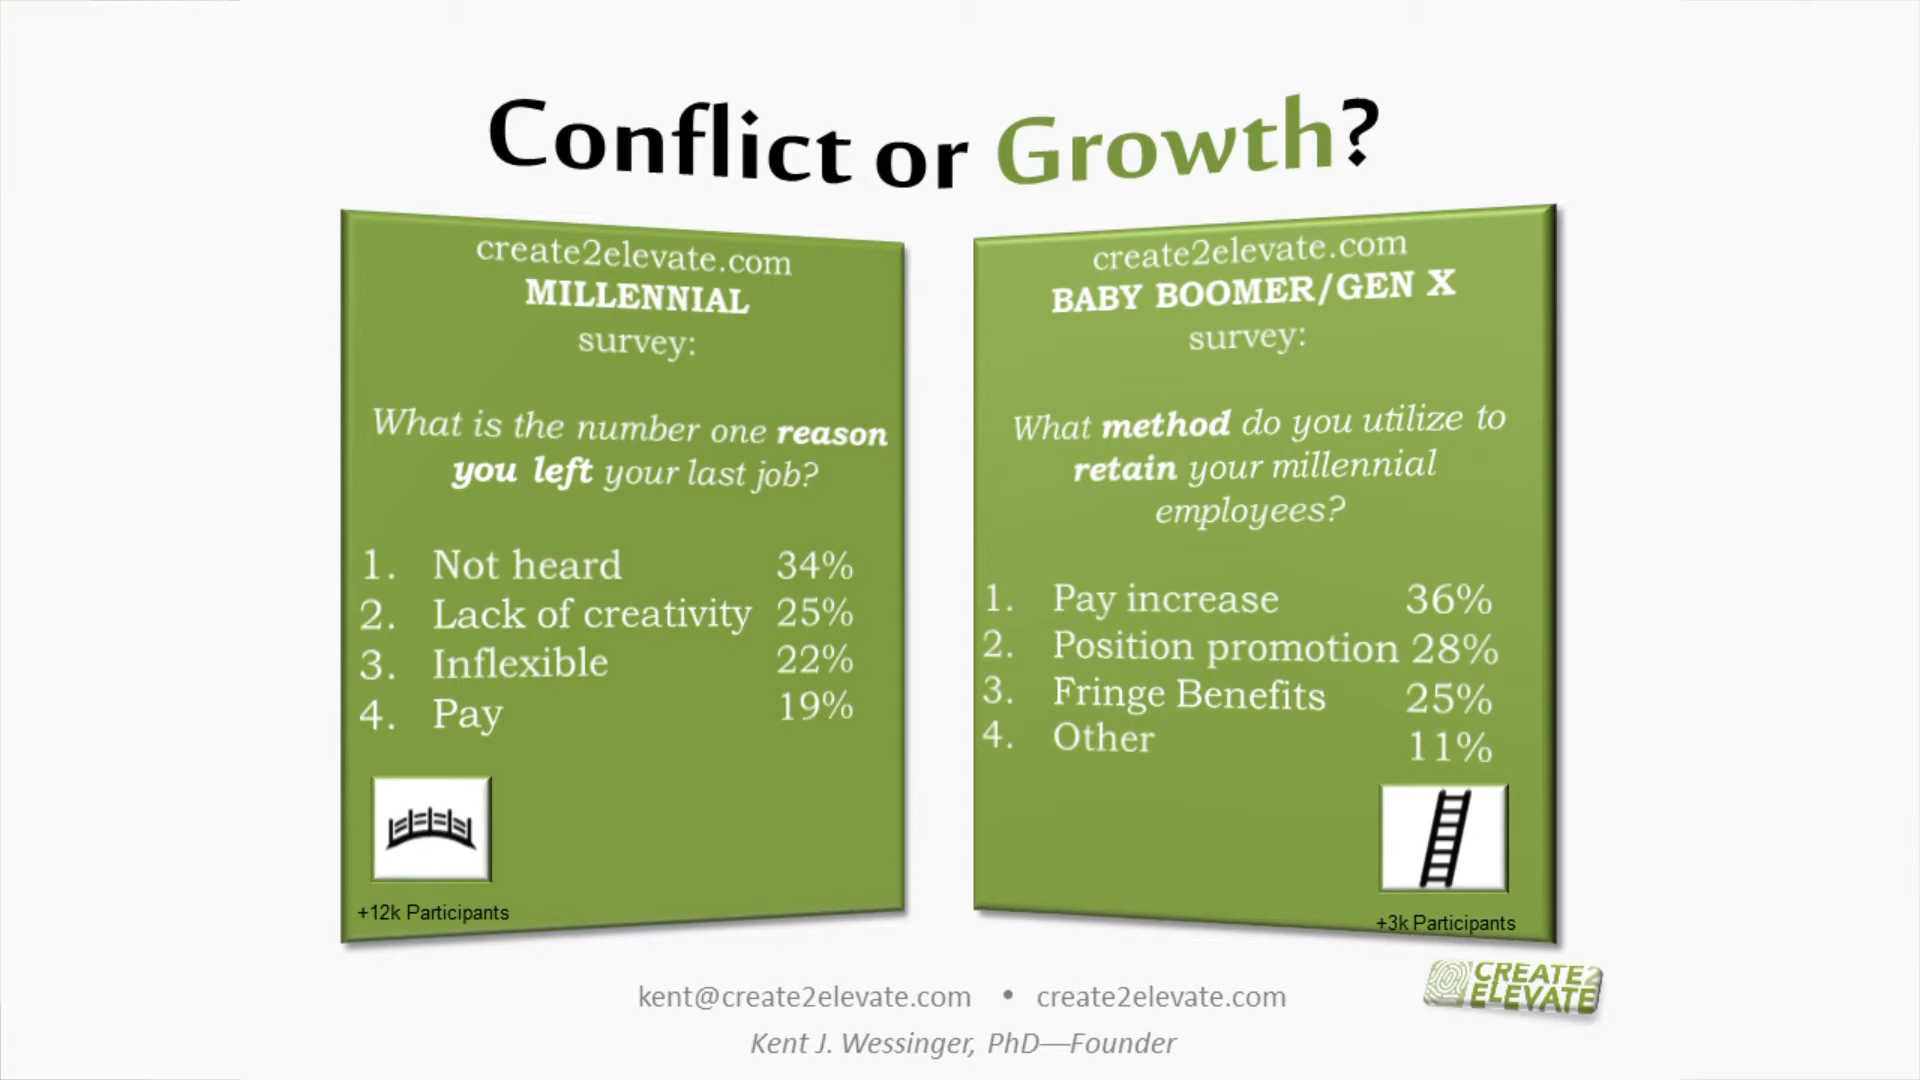 Conflict or Growth?
create2elevate.com
MILLENNIAL
survey:
What is the number one reason
you left your last job?
1. Not heard 34%
2. Lack of creativity 25%
3. Inflexible 22%
4. Pay 19%
+12k Participants
create2elevate.com
BABY BOOMER/GEN X
survey:
What method do you utilize to
retain your millennial
employees?
1. Pay increase 36%
2. Position promotion 28%
3. Fringe Benefits 25%
4. Other 11%
+3k Participants
CREATE2
ELEVATE
kent@create2elevate.com • create2elevate.com
Kent J. Wessinger, PhD—Founder